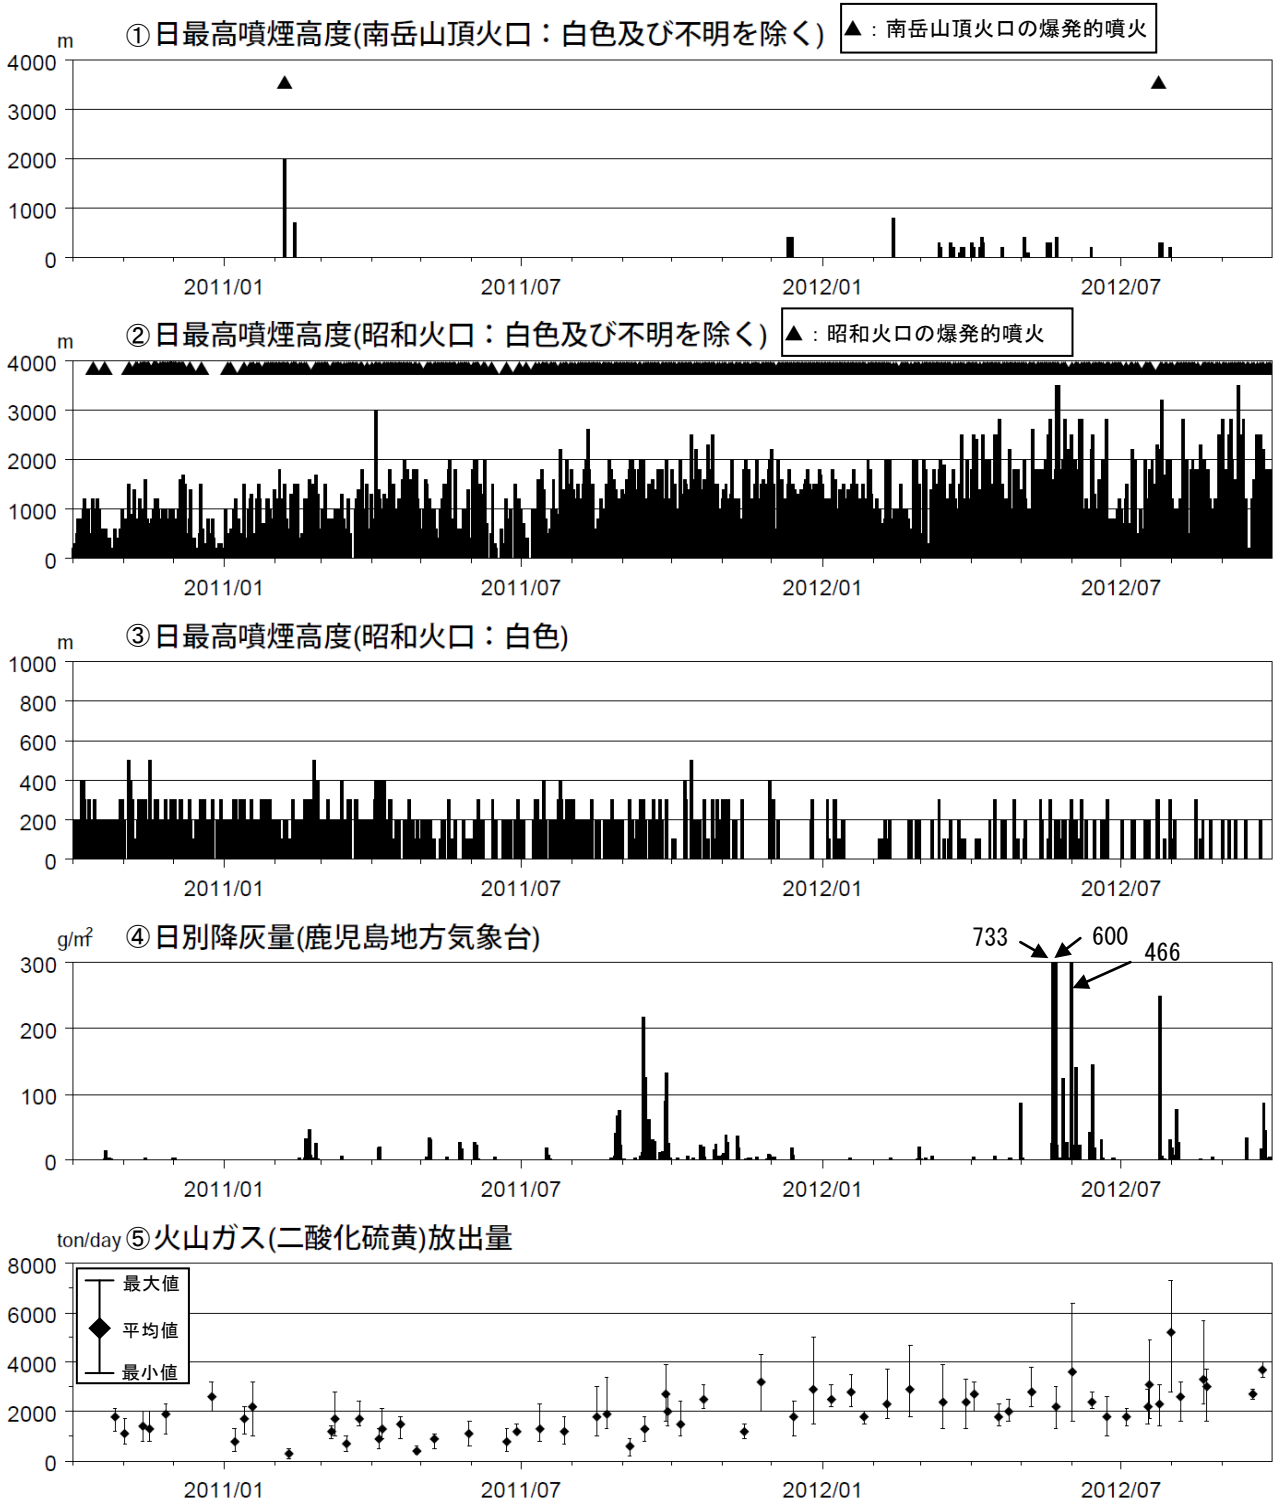 m ①日最高噴煙高度(南岳山頂火口：白色及び不明を除く) ▲：南岳山頂火口の爆発的噴火
4000
3000
2000
1000
0
2011/01 2011/07 2012/01 2012/07
m ②日最高噴煙高度(昭和火口：白色及び不明を除く) ▲：昭和火口の爆発的噴火
4000
3000
2000
1000
0
2011/01 2011/07 2012/01 2012/07
m ③日最高噴煙高度(昭和火口：白色)
1000
800
600
400
200
0
2011/01 2011/07 2012/01 2012/07
g/㎡ ④日別降灰量(鹿児島地方気象台)
733 600
466
300
200
100
0
2011/01 2011/07 2012/01 2012/07
ton/day ⑤火山ガス(二酸化硫黄)放出量
8000
最大値
6000
平均値
4000
最小値
2000
0
2011/01 2011/07 2012/01 2012/07